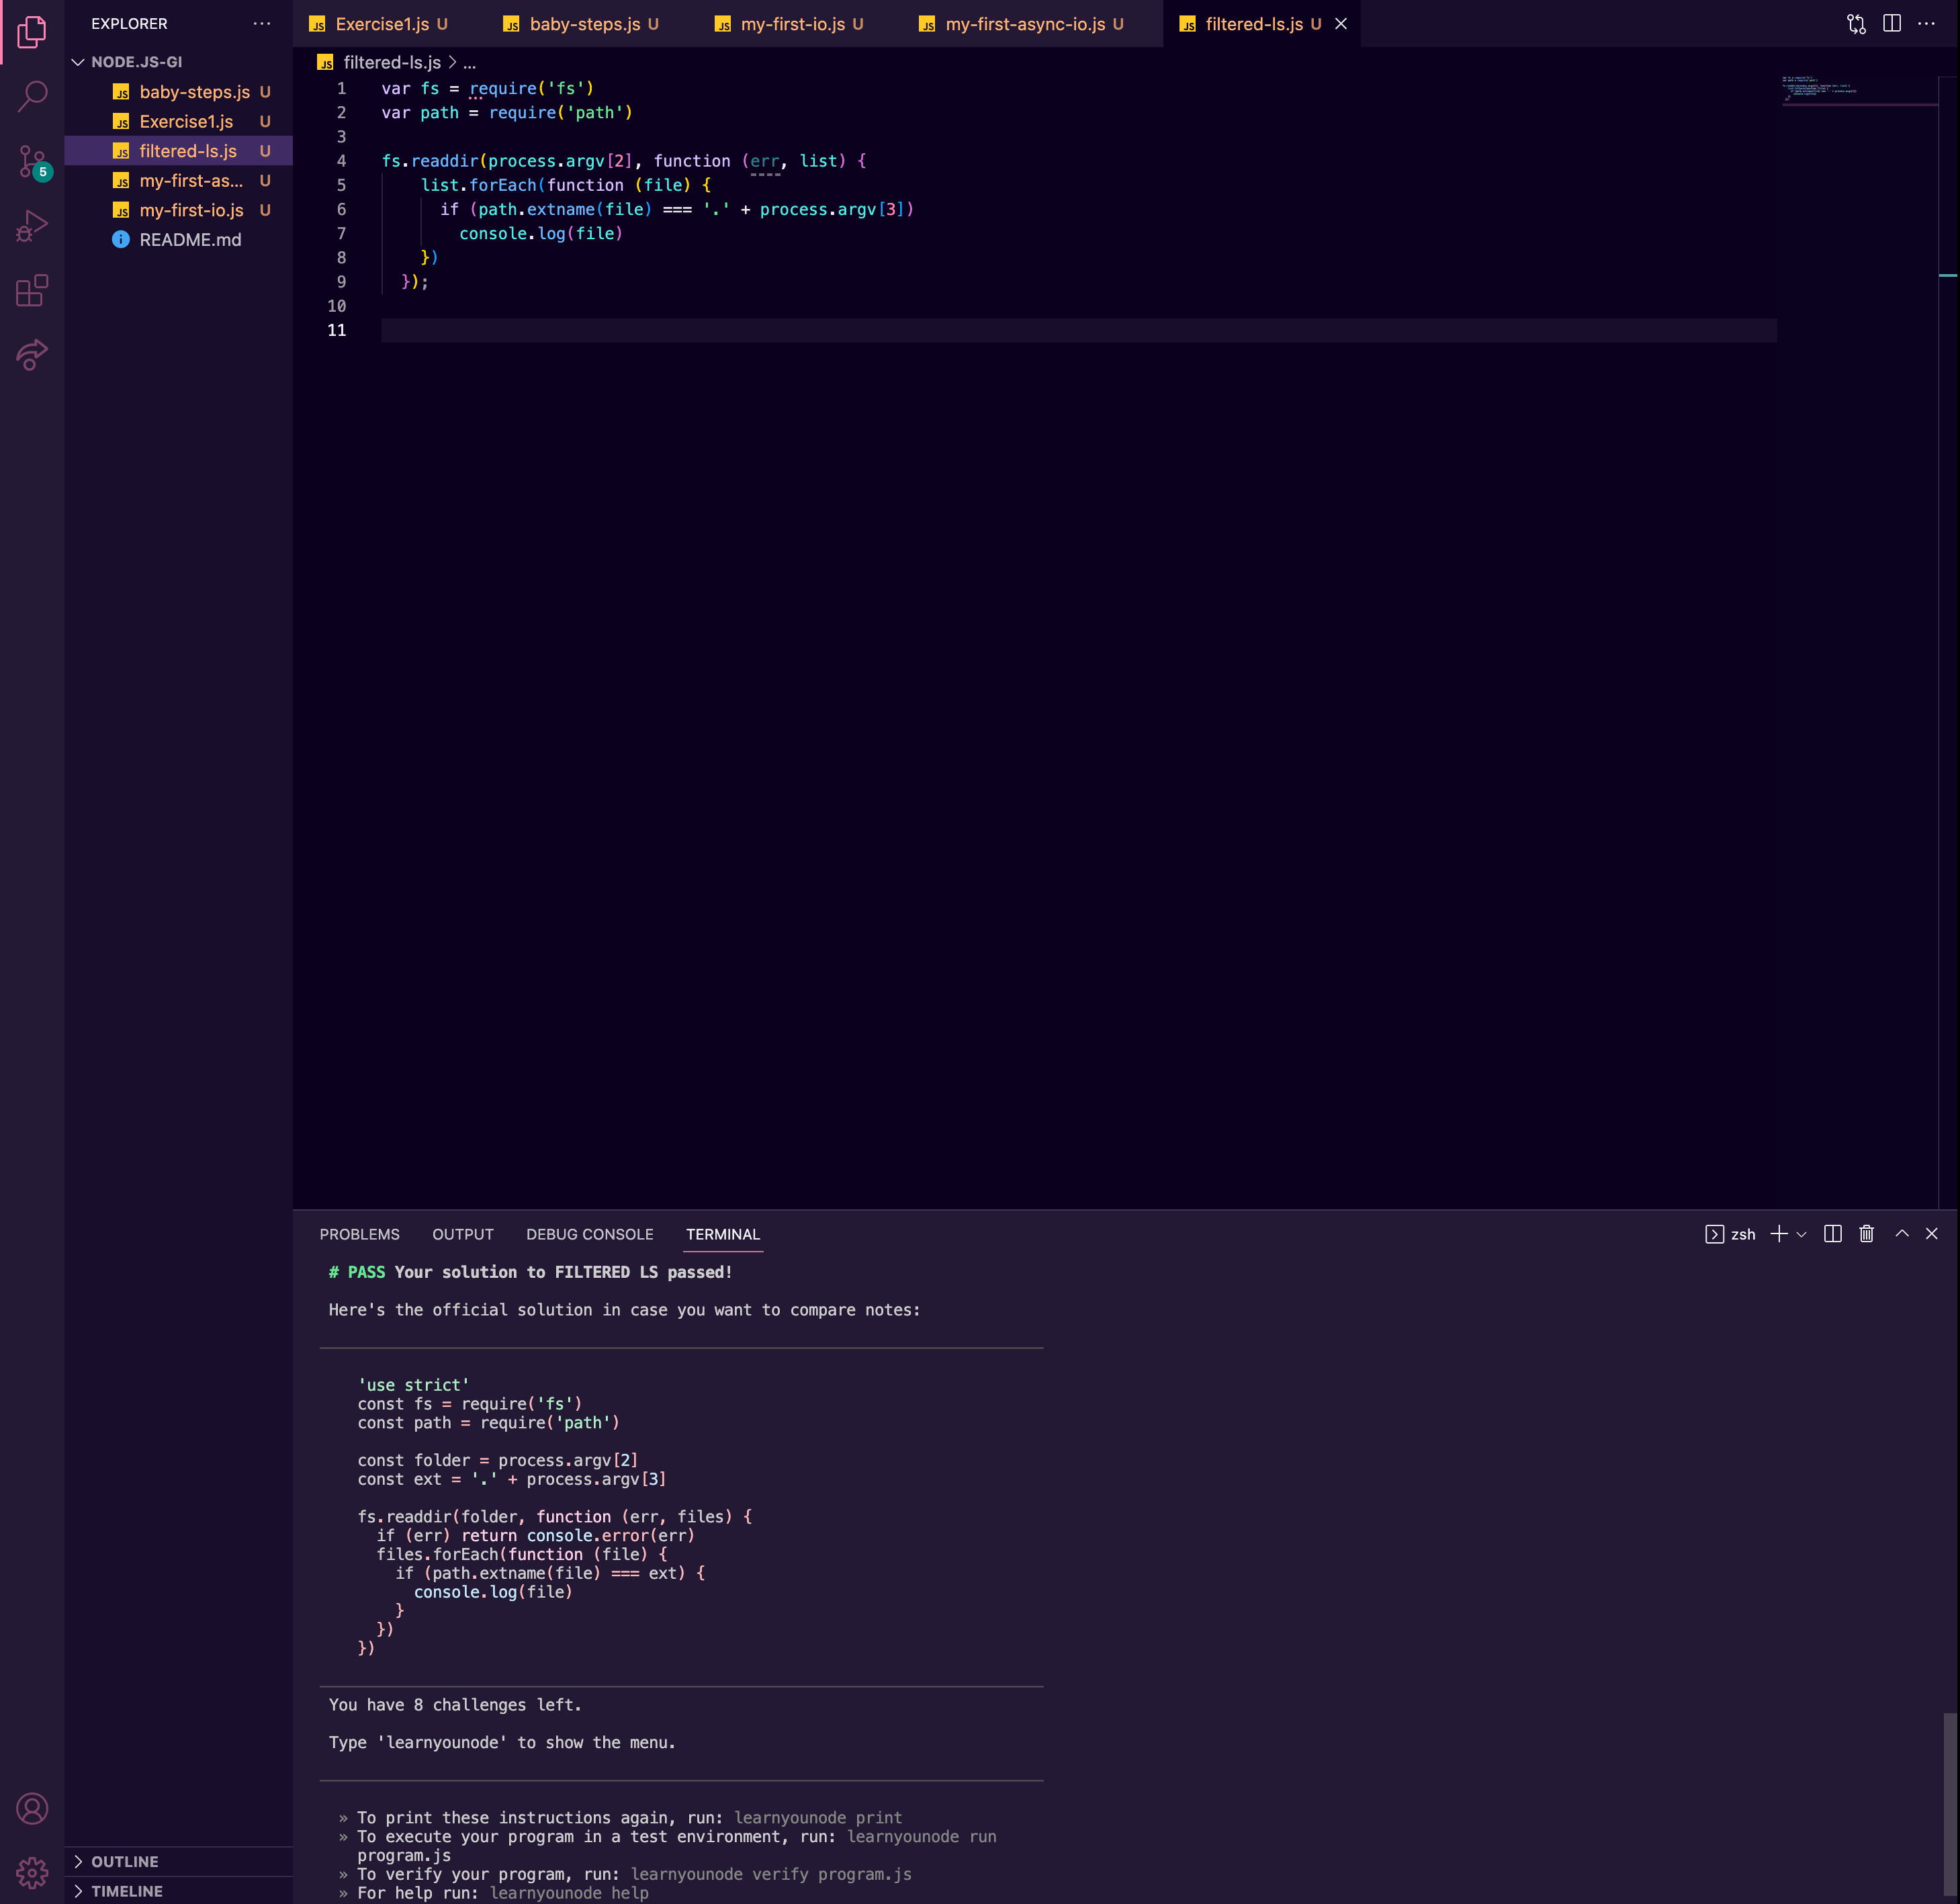 EXPLORER
NODE.JS-GI
baby-steps.js U
Exercise1.js U
filtered-ls.js U
my-first-as... U
my-first-io.js U
README.md
5
OUTLINE
TIMELINE
Exercise1.js U baby-steps.js U my-first-io.js U my-first-async-io.js U filtered-ls.js U
filtered-ls.js > ...
1 var fs = require('fs')
2 var path = require('path')
3
4 fs.readdir(process.argv[2], function (err, list) {
5     list.forEach(function (file) {
6       if (path.extname(file) === '.' + process.argv[3])
7         console.log(file)
8     })
9   });
10
11
PROBLEMS OUTPUT DEBUG CONSOLE TERMINAL zsh
# PASS Your solution to FILTERED LS passed!
Here's the official solution in case you want to compare notes:
'use strict'
const fs = require('fs')
const path = require('path')
const folder = process.argv[2]
const ext = '.' + process.argv[3]
fs.readdir(folder, function (err, files) {
  if (err) return console.error(err)
  files.forEach(function (file) {
    if (path.extname(file) === ext) {
      console.log(file)
    }
  })
})
You have 8 challenges left.
Type 'learnyounode' to show the menu.
» To print these instructions again, run: learnyounode print
» To execute your program in a test environment, run: learnyounode run
program.js
» To verify your program, run: learnyounode verify program.js
» For help run: learnyounode help